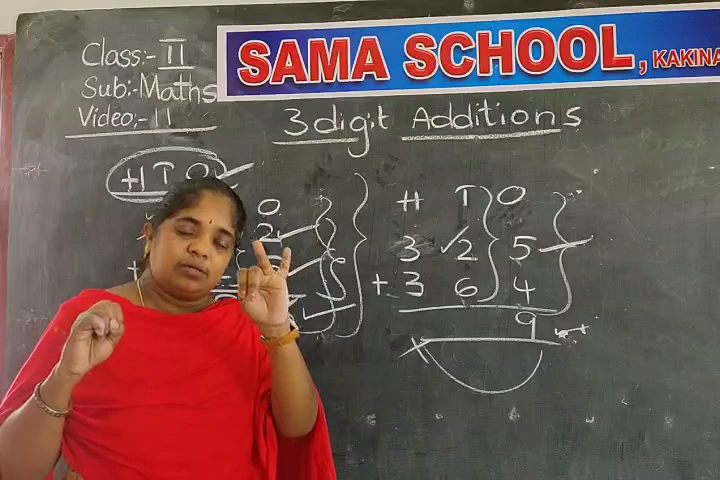 Class:- II
SAMA SCHOOL, KAKINA
Sub:- Maths
Video:- 11
3 digit Additions
H T O
O
2
H T O
3 2 5
+ 3 6 4
9